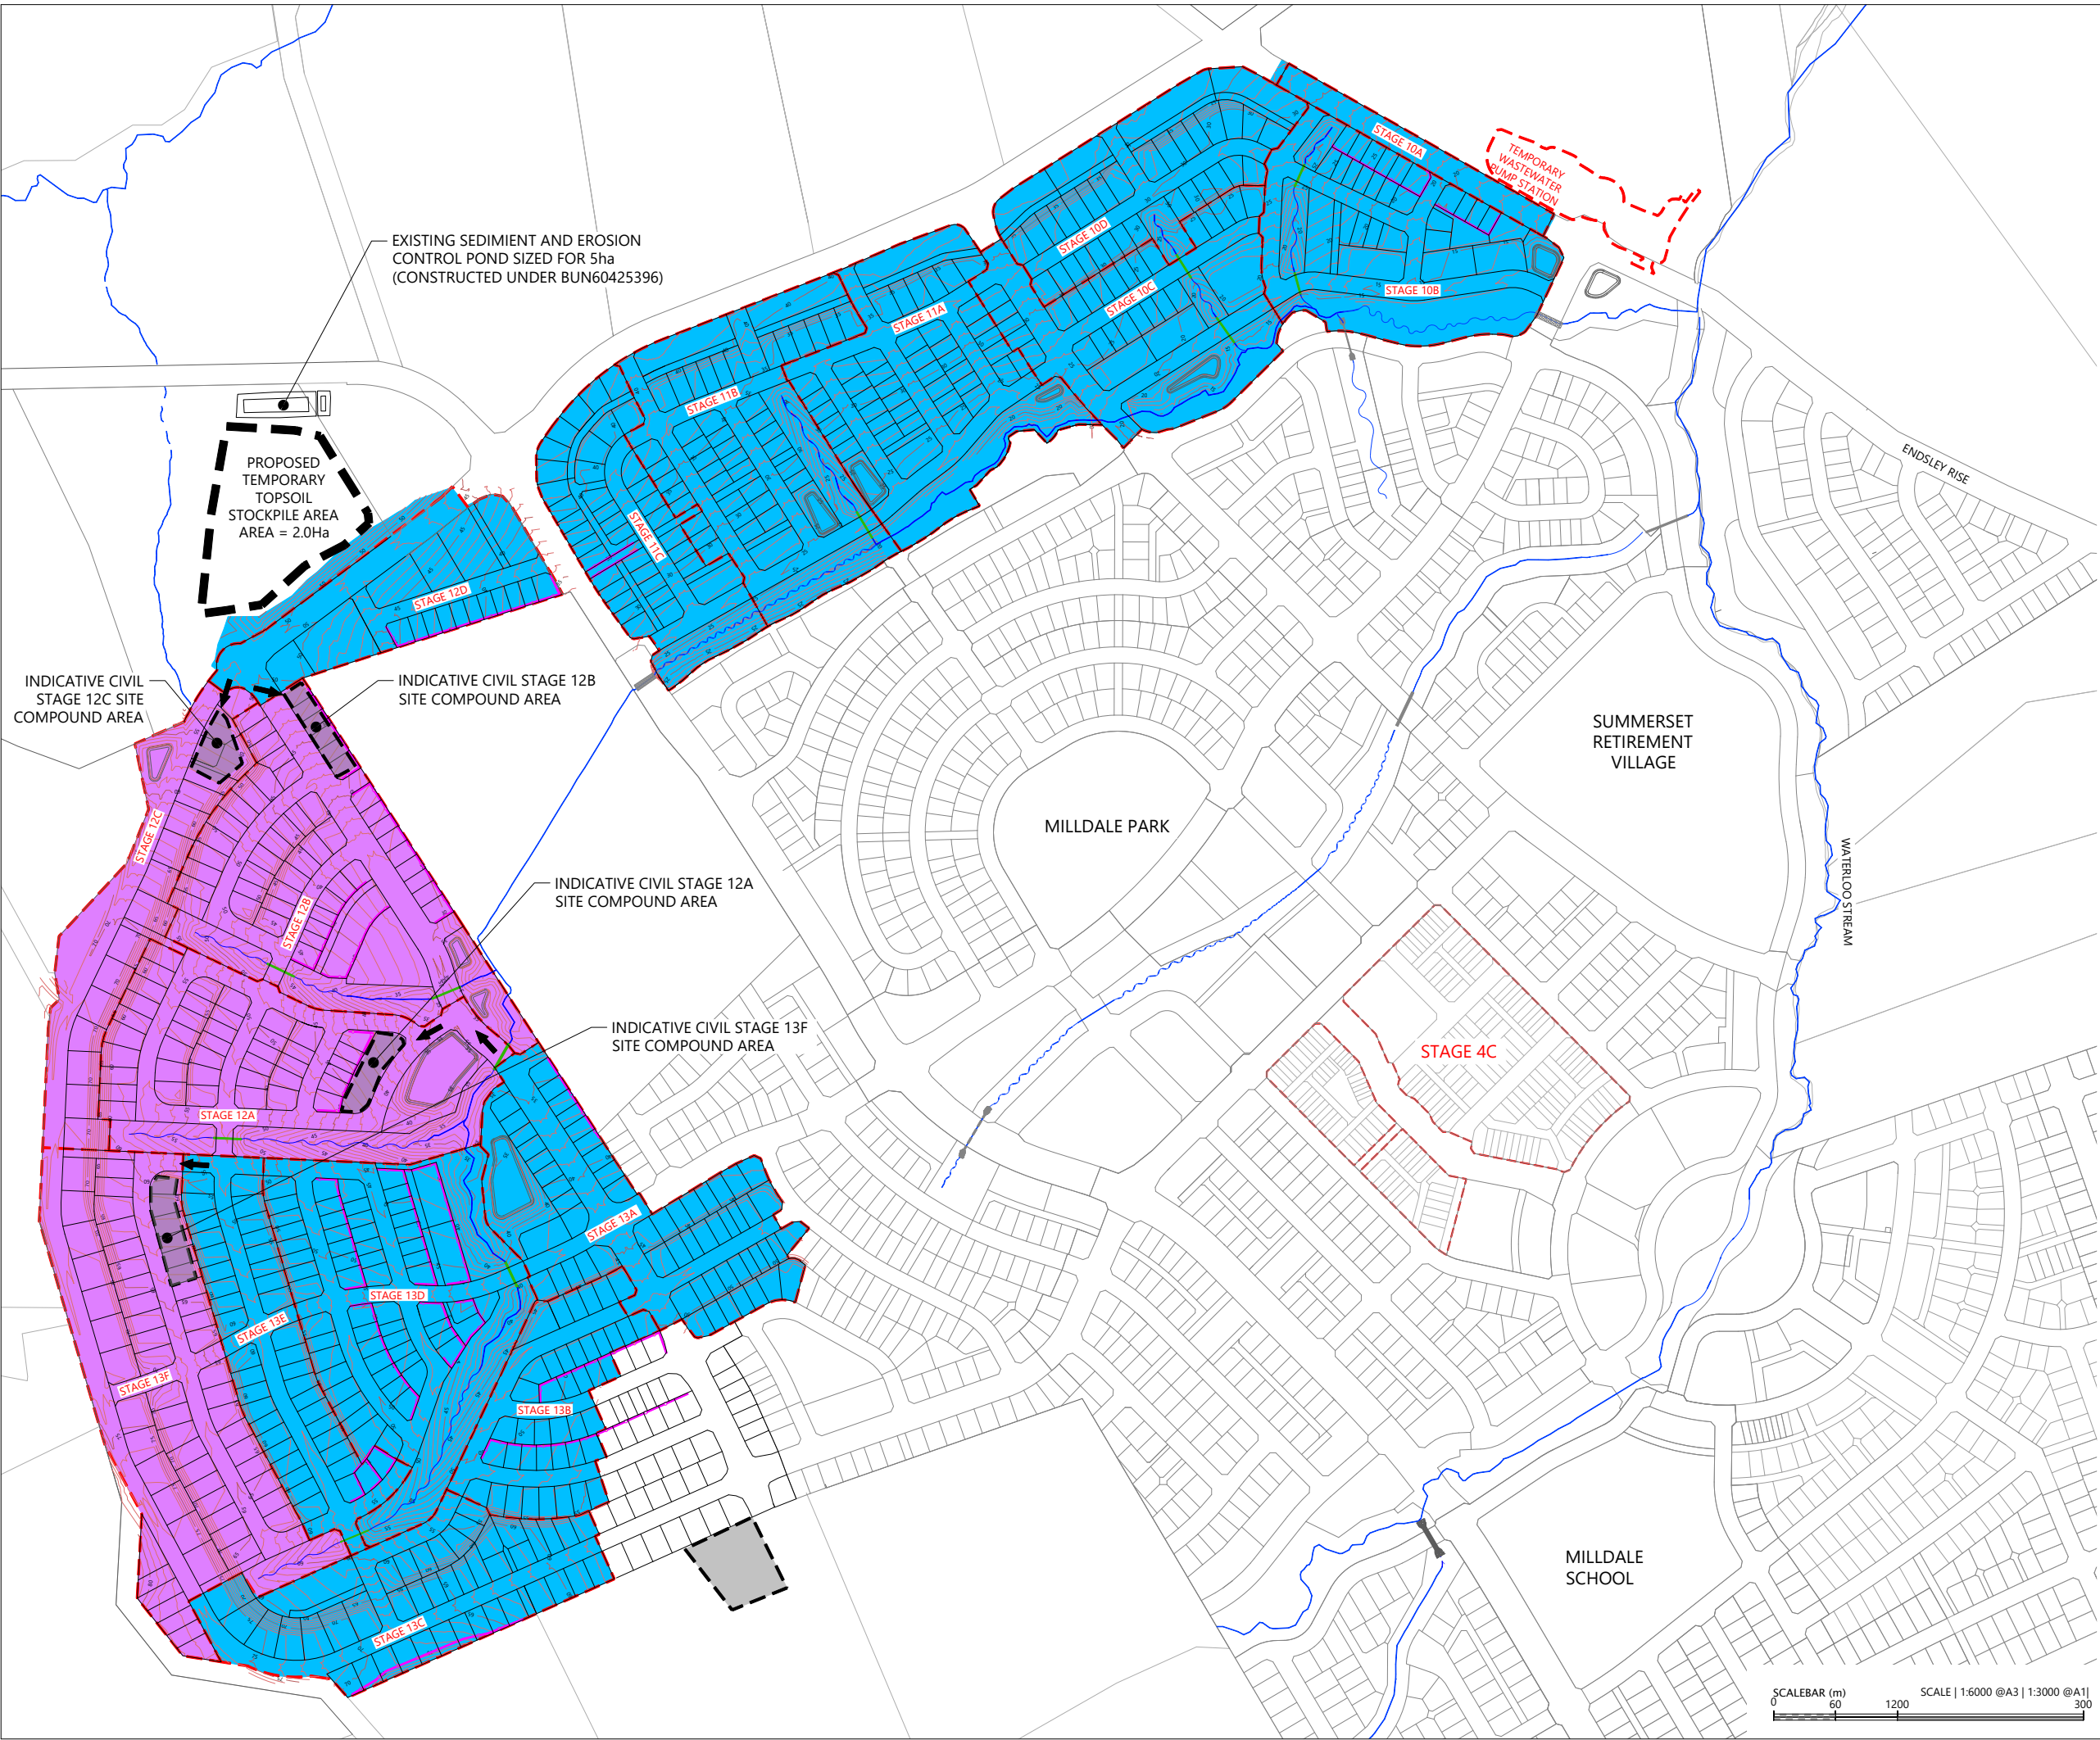 STAGE 10A
TEMPORARY
WASTEWATER
PUMP STATION
EXISTING SEDIMIENT AND EROSION
CONTROL POND SIZED FOR 5ha
(CONSTRUCTED UNDER BUN60425396)
STAGE 10D
STAGE 10C
STAGE 10B
STAGE 11A
STAGE 11B
STAGE 11C
ENDSLEY RISE
PROPOSED
TEMPORARY
TOPSOIL
STOCKPILE AREA
AREA = 2.0Ha
STAGE 12D
INDICATIVE CIVIL
STAGE 12C SITE
COMPOUND AREA
INDICATIVE CIVIL STAGE 12B
SITE COMPOUND AREA
SUMMERSET
RETIREMENT
VILLAGE
MILLDALE PARK
STAGE 12C
STAGE 12B
INDICATIVE CIVIL STAGE 12A
SITE COMPOUND AREA
WATERLOO STREAM
INDICATIVE CIVIL STAGE 13F
SITE COMPOUND AREA
STAGE 4C
STAGE 12A
STAGE 13A
STAGE 13D
STAGE 13E
STAGE 13F
STAGE 13B
STAGE 13C
MILLDALE
SCHOOL
SCALEBAR (m)
SCALE | 1:6000 @A3 | 1:3000 @A1|
0 60 1200 300